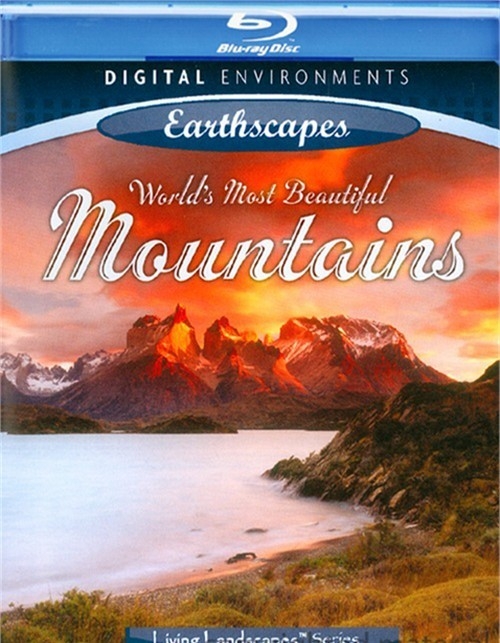 Blu-ray Disc
DIGITAL ENVIRONMENTS
Earthscapes
World's Most Beautiful
Mountains
Living Landscapes™ Series